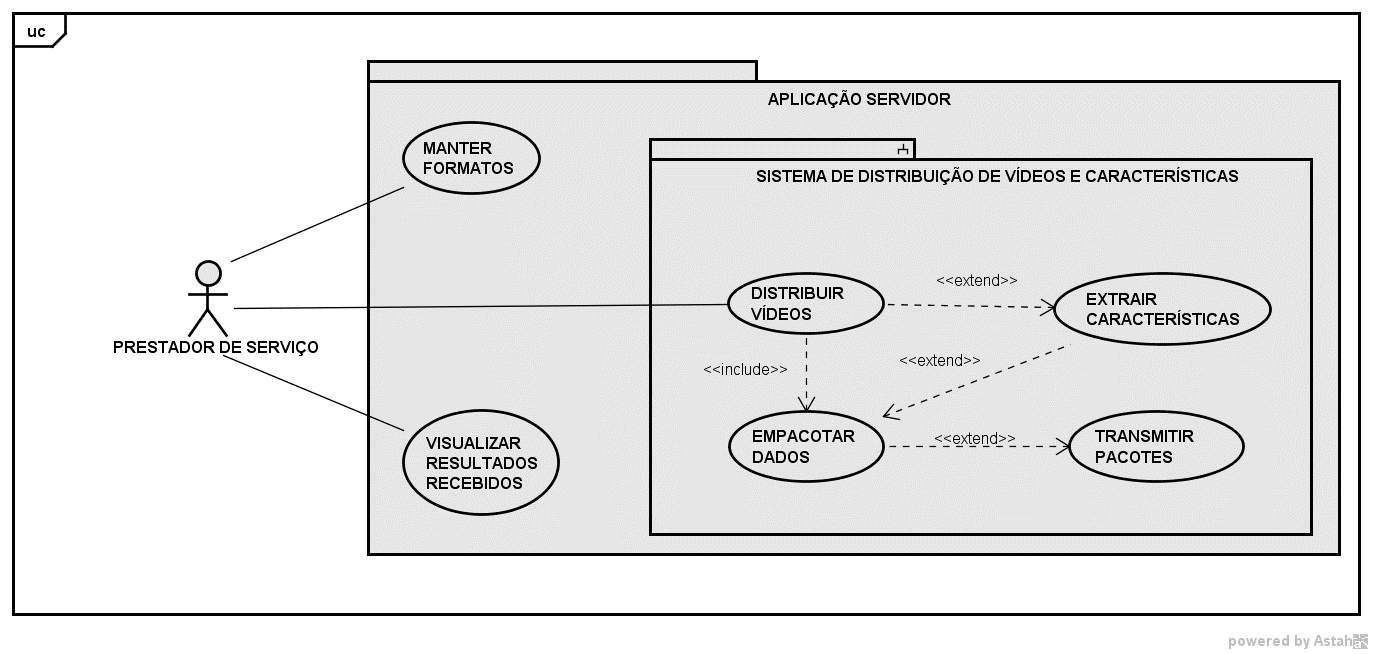 uc
APLICAÇÃO SERVIDOR
MANTER
FORMATOS
SISTEMA DE DISTRIBUIÇÃO DE VÍDEOS E CARACTERÍSTICAS
DISTRIBUIR
VÍDEOS
<<extend>>
EXTRAIR
CARACTERÍSTICAS
PRESTADOR DE SERVIÇO
<<include>>
<<extend>>
VISUALIZAR
RESULTADOS
RECEBIDOS
EMPACOTAR
DADOS
<<extend>>
TRANSMITIR
PACOTES
powered by Astah